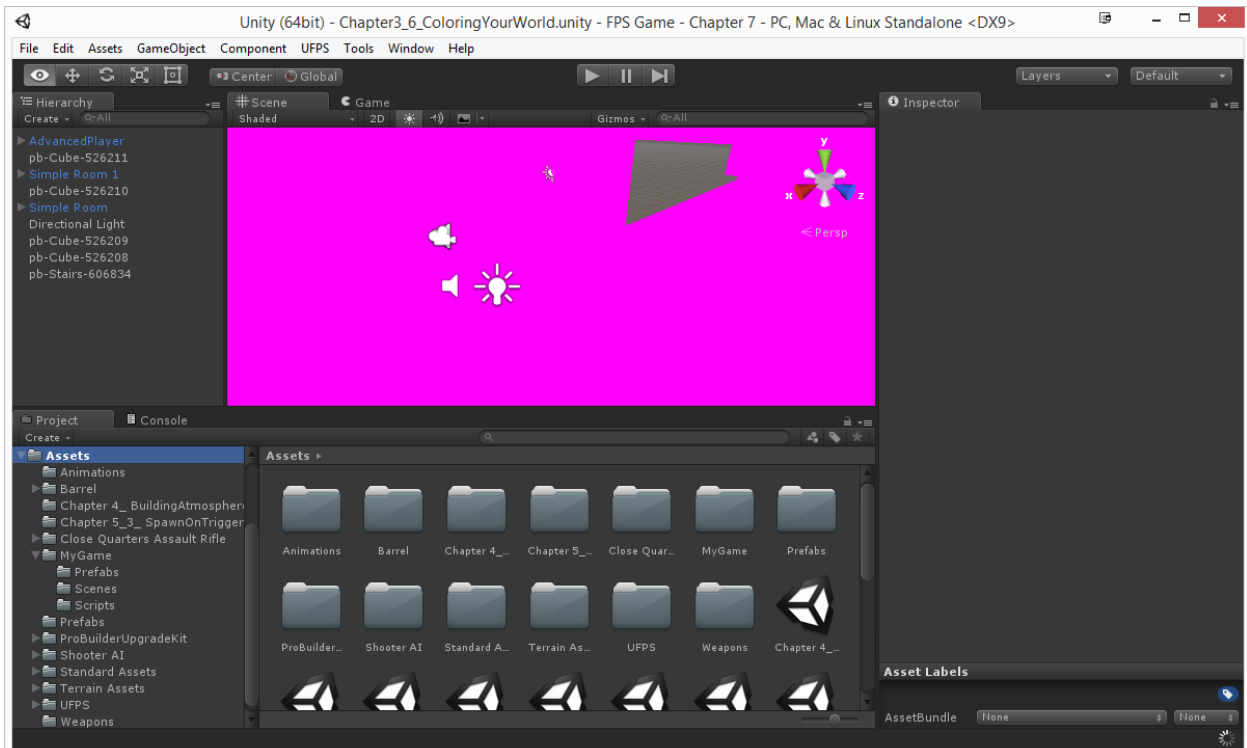 Unity (64bit) - Chapter3_6_ColoringYourWorld.unity - FPS Game - Chapter 7 - PC, Mac & Linux Standalone <DX9>
File Edit Assets GameObject Component UFPS Tools Window Help
Center Global Layers Default
Hierarchy Scene Game Inspector
Create All Shaded 2D Gizmos All
AdvancedPlayer
pb-Cube-526211
Simple Room 1
pb-Cube-526210
Simple Room
Directional Light
pb-Cube-526209
pb-Cube-526208
pb-Stairs-606834
y
x z
Persp
Project Console
Create
Assets
Animations
Barrel
Chapter 4_ BuildingAtmospher
Chapter 5_3_ SpawnOnTrigger
Close Quarters Assault Rifle
MyGame
Prefabs
Scenes
Scripts
Prefabs
ProBuilderUpgradeKit
Shooter AI
Standard Assets
Terrain Assets
UFPS
Weapons
Assets
Animations Barrel Chapter 4_... Chapter 5_... Close Quar... MyGame Prefabs
ProBuilder... Shooter AI Standard A... Terrain As... UFPS Weapons Chapter 4_...
Asset Labels
AssetBundle None None